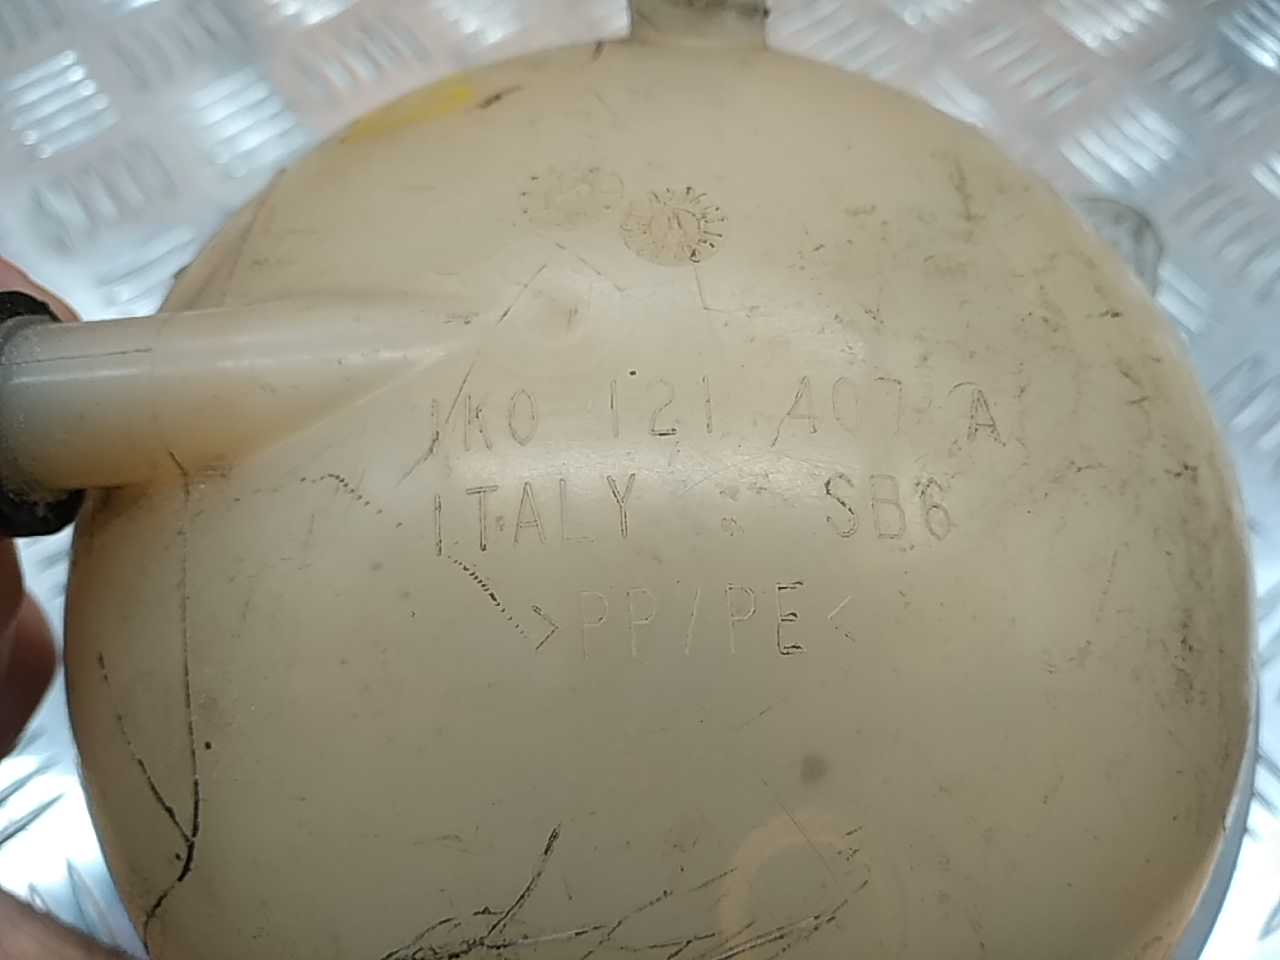 1K0 121 407 A
ITALY : SB6
>PP/PE<